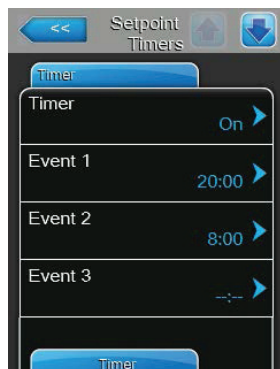 << Setpoint
Timers
Timer
Timer
On
Event 1
20:00
Event 2
8:00
Event 3
--:--
Timer